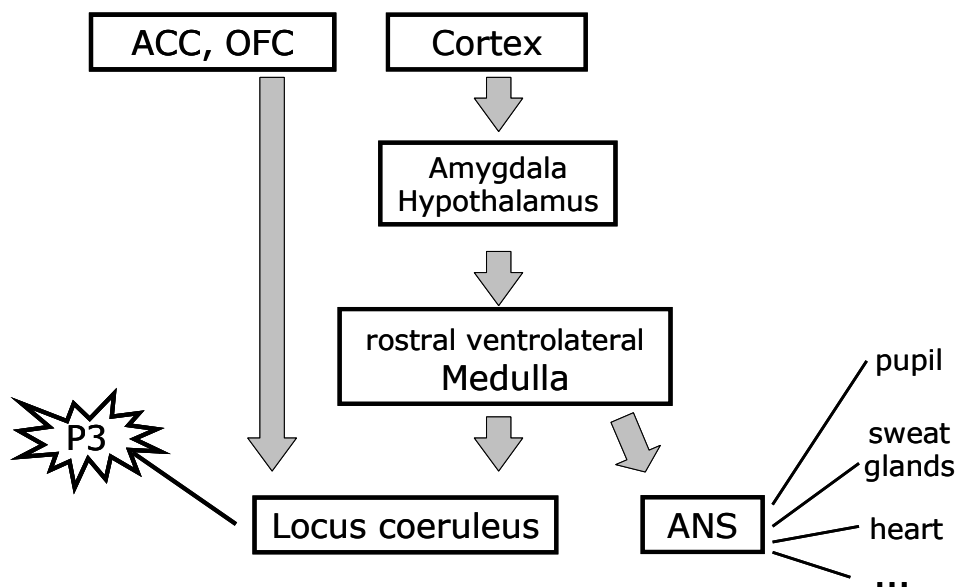 ACC, OFC
Cortex
Amygdala
Hypothalamus
rostral ventrolateral
Medulla
pupil
sweat
glands
P3
Locus coeruleus
ANS
heart
...